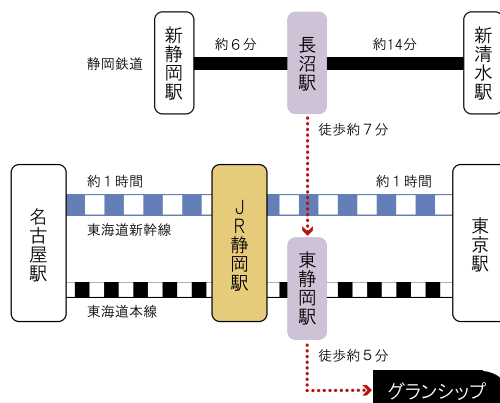 新静岡駅
約6分
長沼駅
約14分
新清水駅
静岡鉄道
徒歩約7分
名古屋駅
約1時間
JR静岡駅
約1時間
東京駅
東海道新幹線
東静岡駅
東海道本線
徒歩約5分
グランシップ